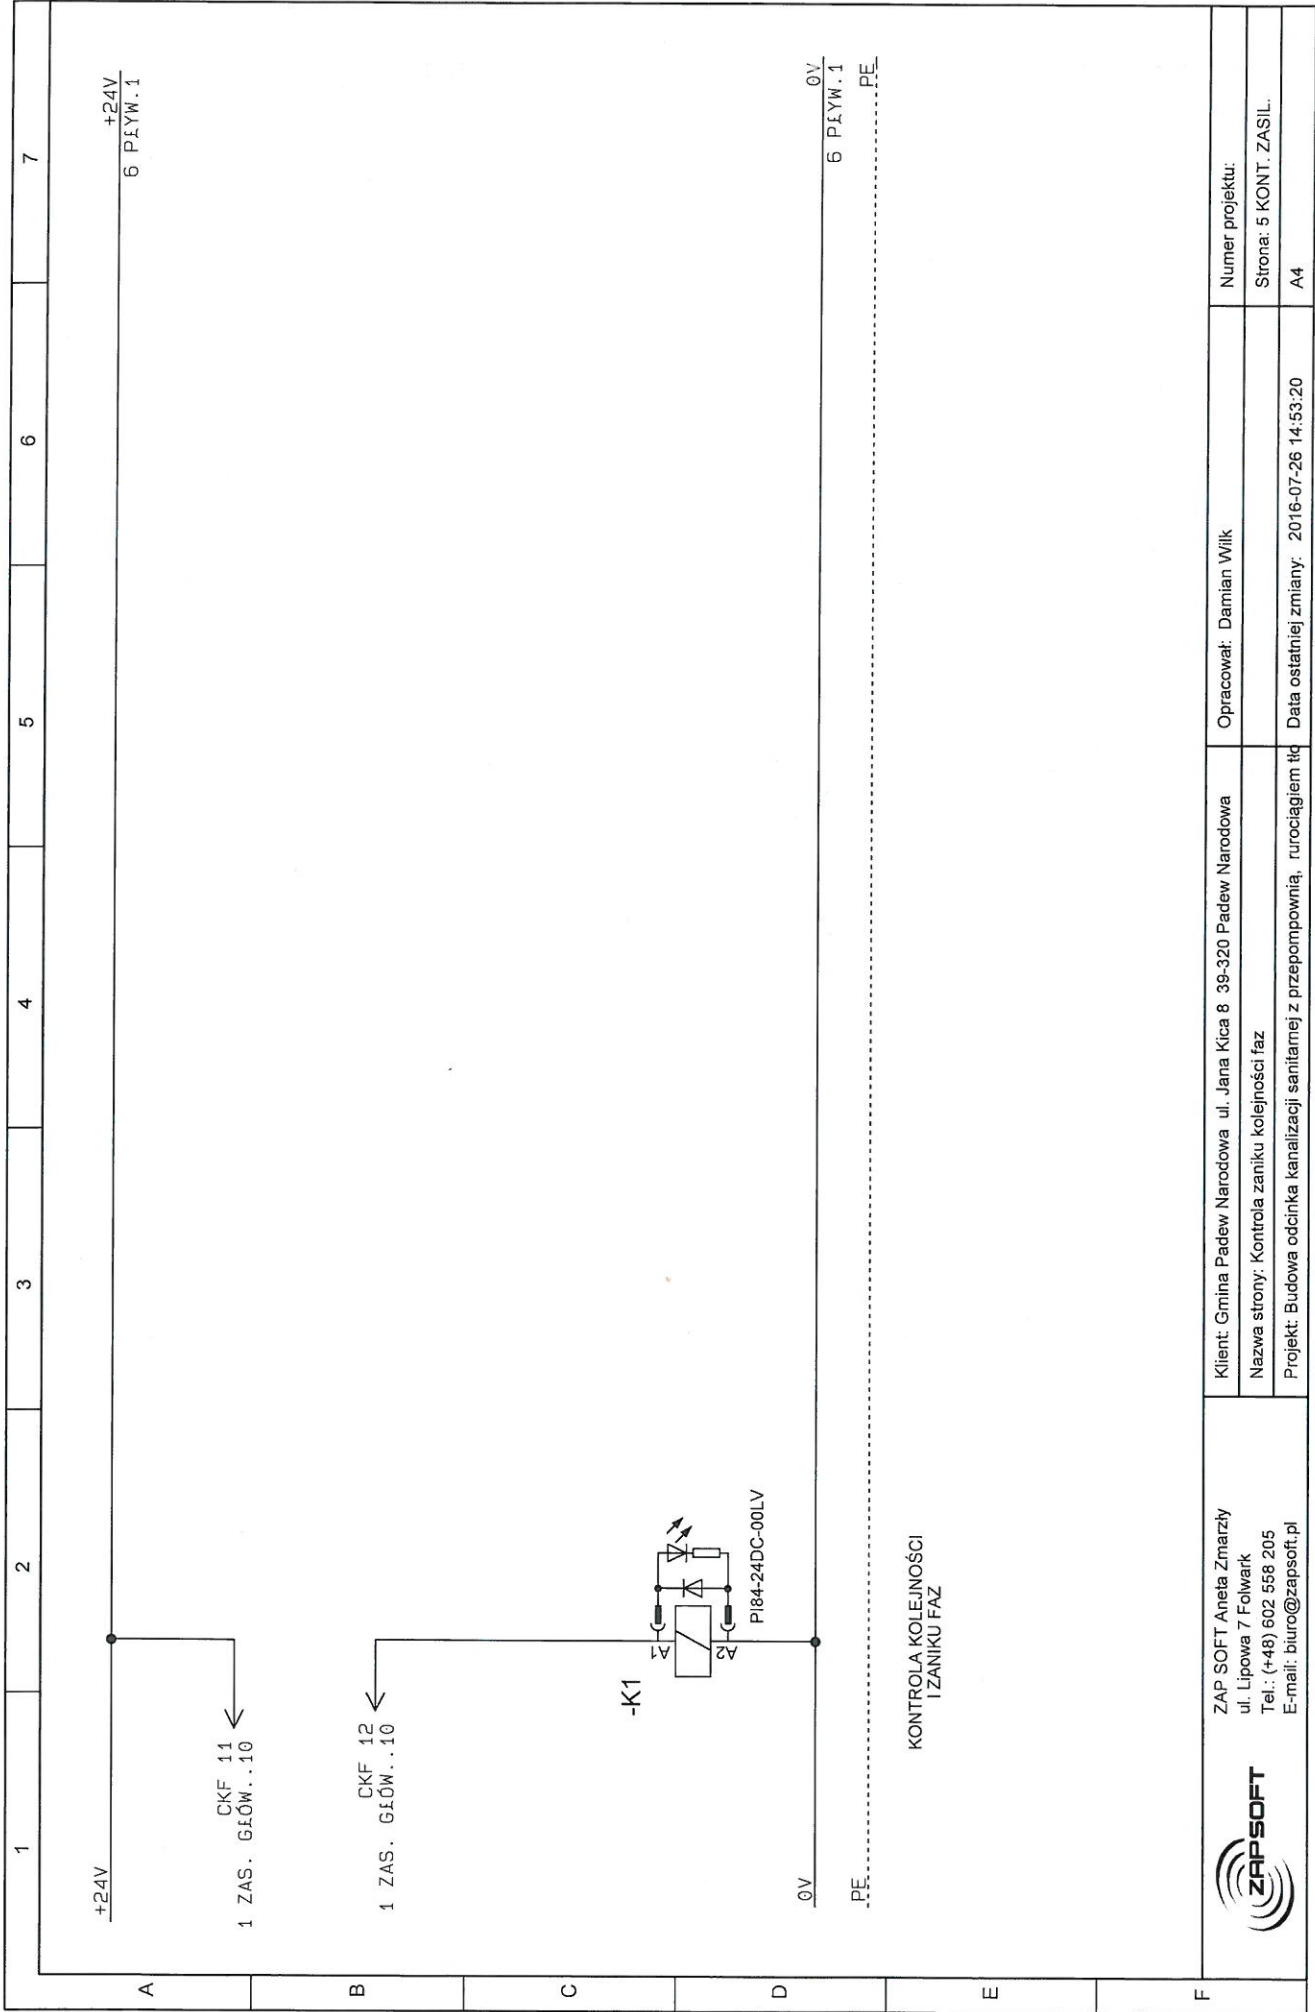 1
2
3
4
5
6
7
A
B
C
D
E
F
+24V
+24V
6 PŁYW.1
CKF 11
1 ZAS. GŁÓW..10
CKF 12
1 ZAS. GŁÓW..10
-K1
A1
A2
PI84-24DC-00LV
0V
0V
6 PŁYW.1
PE
PE
KONTROLA KOLEJNOŚCI
I ZANIKU FAZ
ZAPSOFT
ZAP SOFT Aneta Zmarzły
ul. Lipowa 7 Folwark
Tel.: (+48) 602 558 205
E-mail: biuro@zapsoft.pl
Klient: Gmina Padew Narodowa ul. Jana Kica 8 39-320 Padew Narodowa
Opracował: Damian Wilk
Numer projektu:
Nazwa strony: Kontrola zaniku kolejności faz
Strona: 5 KONT. ZASIL.
Projekt: Budowa odcinka kanalizacji sanitarnej z przepompownią, rurociągiem tło
Data ostatniej zmiany: 2016-07-26 14:53:20
A4